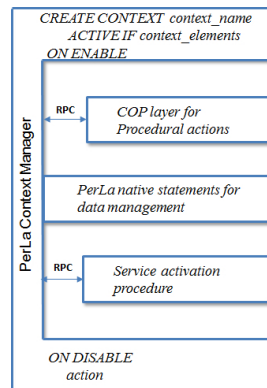 CREATE CONTEXT context_name
ACTIVE IF context_elements
ON ENABLE
PerLa Context Manager
RPC
COP layer for
Procedural actions
PerLa native statements for
data management
RPC
Service activation
procedure
ON DISABLE
action